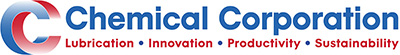 Chemical Corporation
Lubrication • Innovation • Productivity • Sustainability